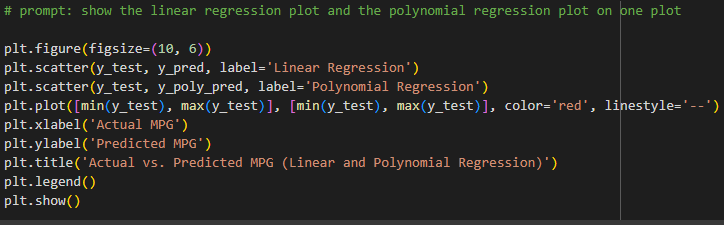 # prompt: show the linear regression plot and the polynomial regression plot on one plot
plt.figure(figsize=(10, 6))
plt.scatter(y_test, y_pred, label='Linear Regression')
plt.scatter(y_test, y_poly_pred, label='Polynomial Regression')
plt.plot([min(y_test), max(y_test)], [min(y_test), max(y_test)], color='red', linestyle='--')
plt.xlabel('Actual MPG')
plt.ylabel('Predicted MPG')
plt.title('Actual vs. Predicted MPG (Linear and Polynomial Regression)')
plt.legend()
plt.show()